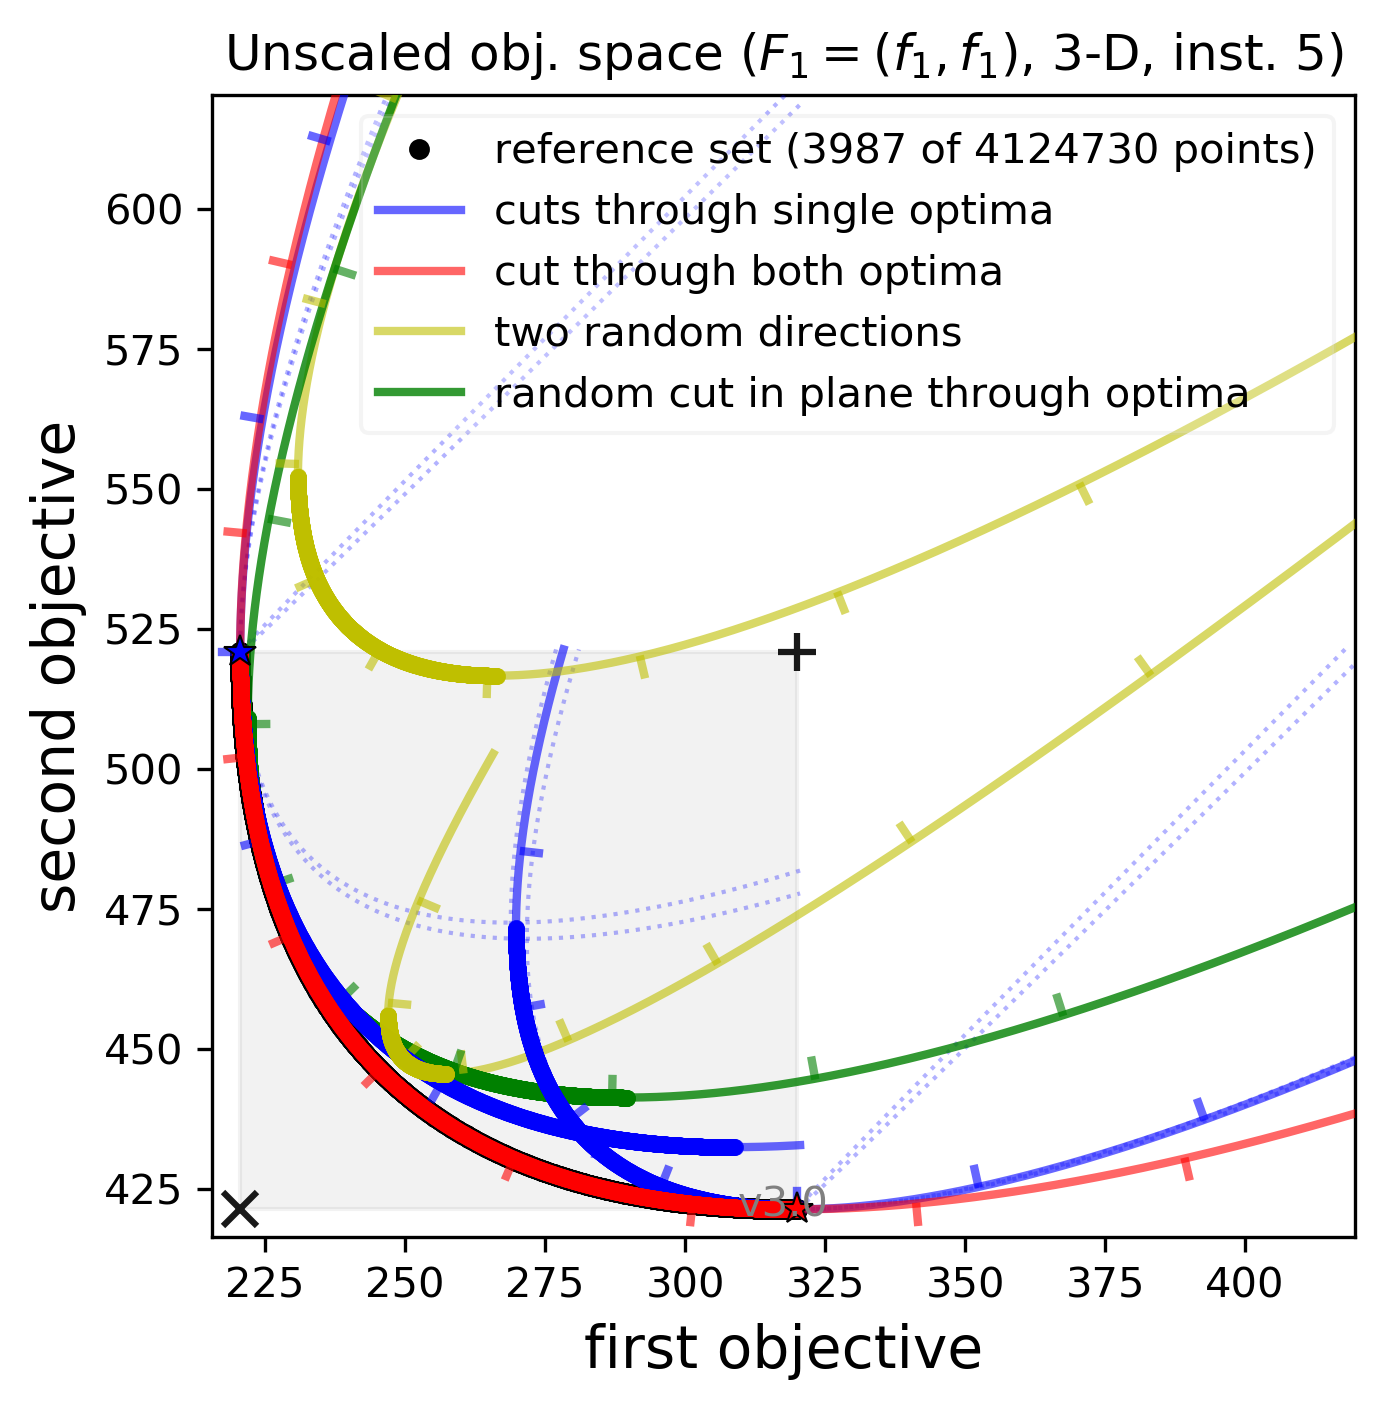 Unscaled obj. space (F₁ = (f₁, f₁), 3-D, inst. 5)
reference set (3987 of 4124730 points)
cuts through single optima
cut through both optima
two random directions
random cut in plane through optima
second objective
600
575
550
525
500
475
450
425
v3.0
225 250 275 300 325 350 375 400
first objective